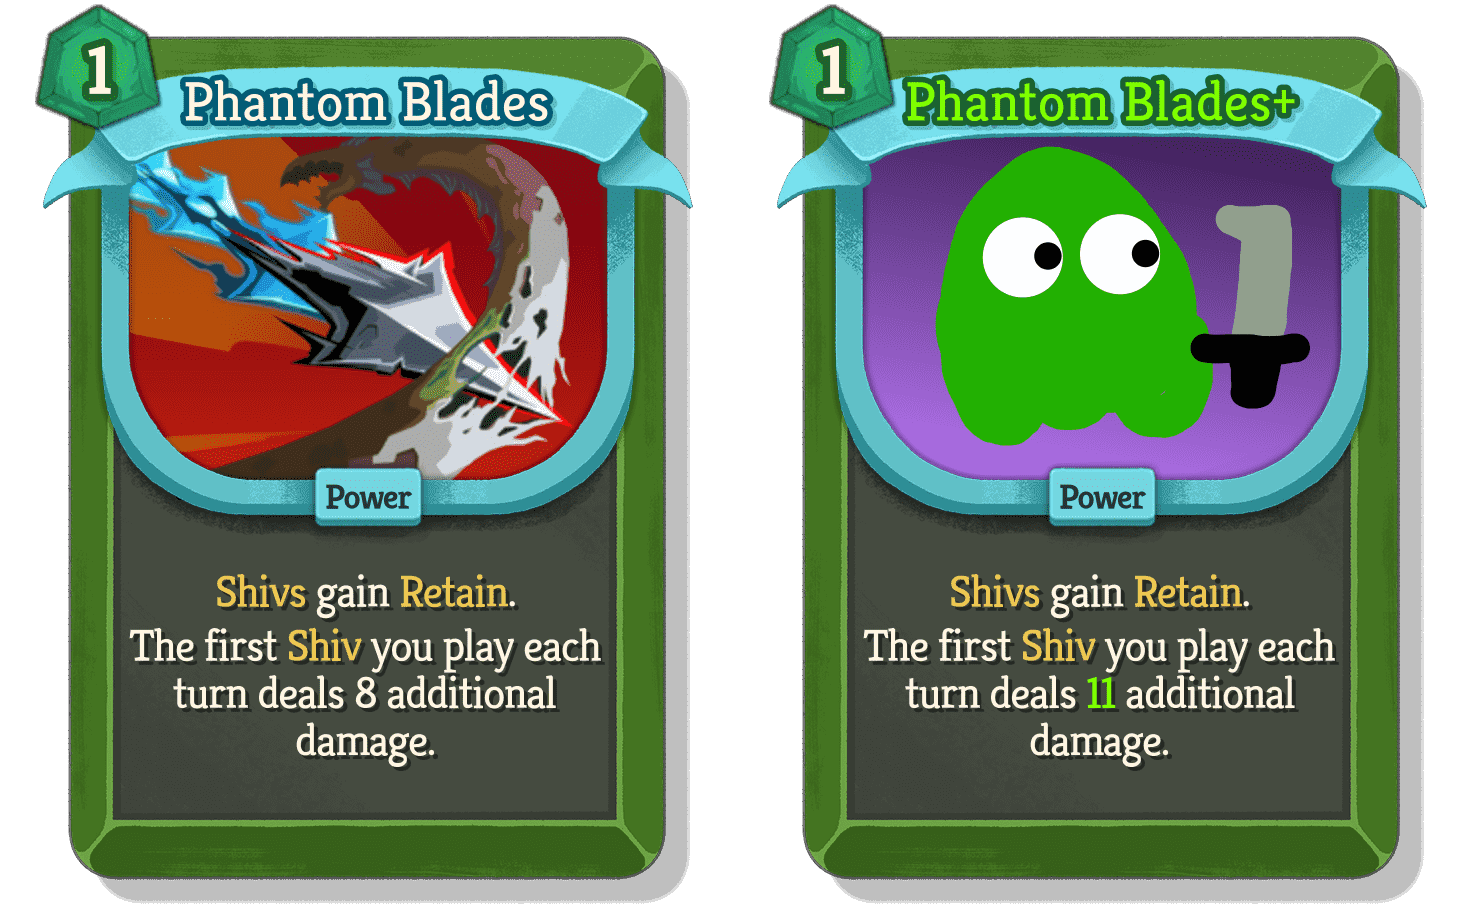 1
Phantom Blades
Power
Shivs gain Retain.
The first Shiv you play each
turn deals 8 additional
damage.
1
Phantom Blades+
Power
Shivs gain Retain.
The first Shiv you play each
turn deals 11 additional
damage.